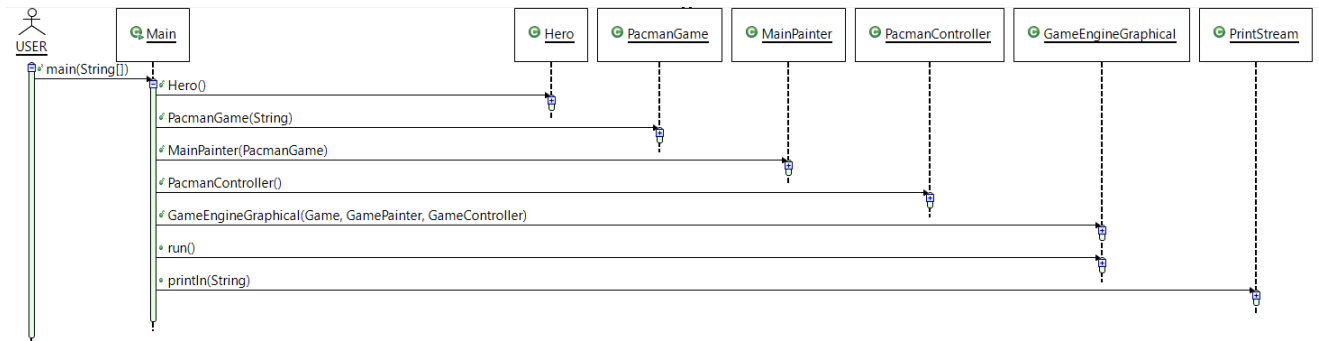 USER
Main
Hero
PacmanGame
MainPainter
PacmanController
GameEngineGraphical
PrintStream
main(String[])
Hero()
PacmanGame(String)
MainPainter(PacmanGame)
PacmanController()
GameEngineGraphical(Game, GamePainter, GameController)
run()
println(String)